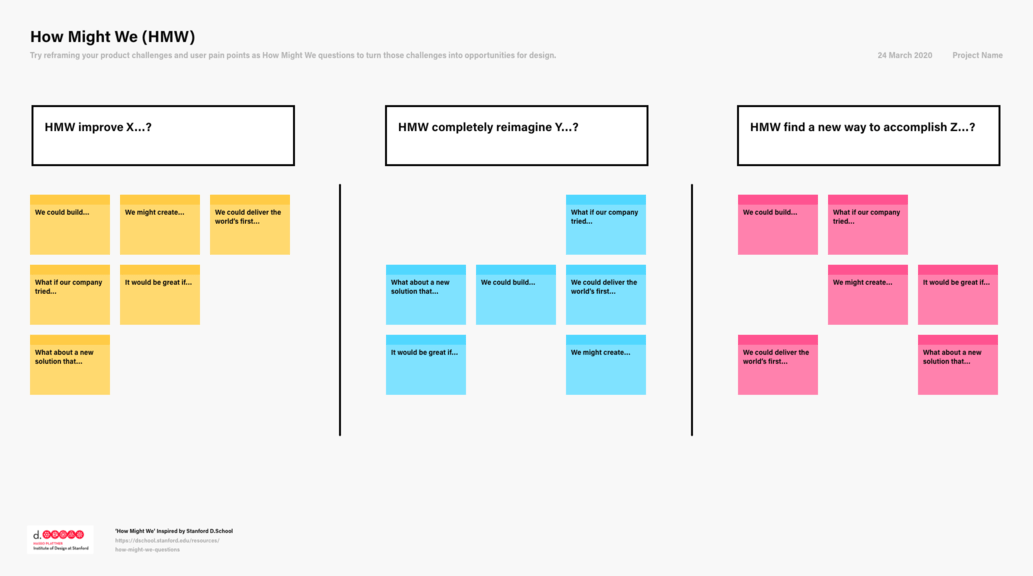 How Might We (HMW)
Try reframing your product challenges and user pain points as How Might We questions to turn those challenges into opportunities for design.
24 March 2020
Project Name
HMW improve X...?
HMW completely reimagine Y...?
HMW find a new way to accomplish Z...?
We could build...
We might create...
We could deliver the
world's first...
What if our company
tried...
It would be great if...
What about a new
solution that...
What if our company
tried...
What about a new
solution that...
We could build...
We could deliver the
world's first...
It would be great if...
We might create...
We could build...
What if our company
tried...
We might create...
It would be great if...
We could deliver the
world's first...
What about a new
solution that...
d.
HASSO PLATTNER
Institute of Design at Stanford
'How Might We' Inspired by Stanford D.School
https://dschool.stanford.edu/resources/
how-might-we-questions